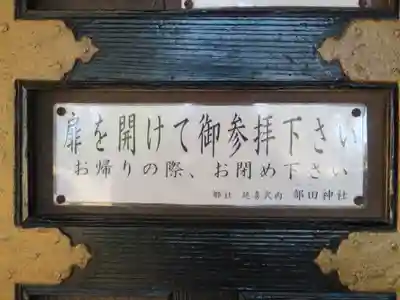 扉を開けて御参拝下さい
お帰りの際、お閉め下さい
郷社 延喜式内 郡田神社